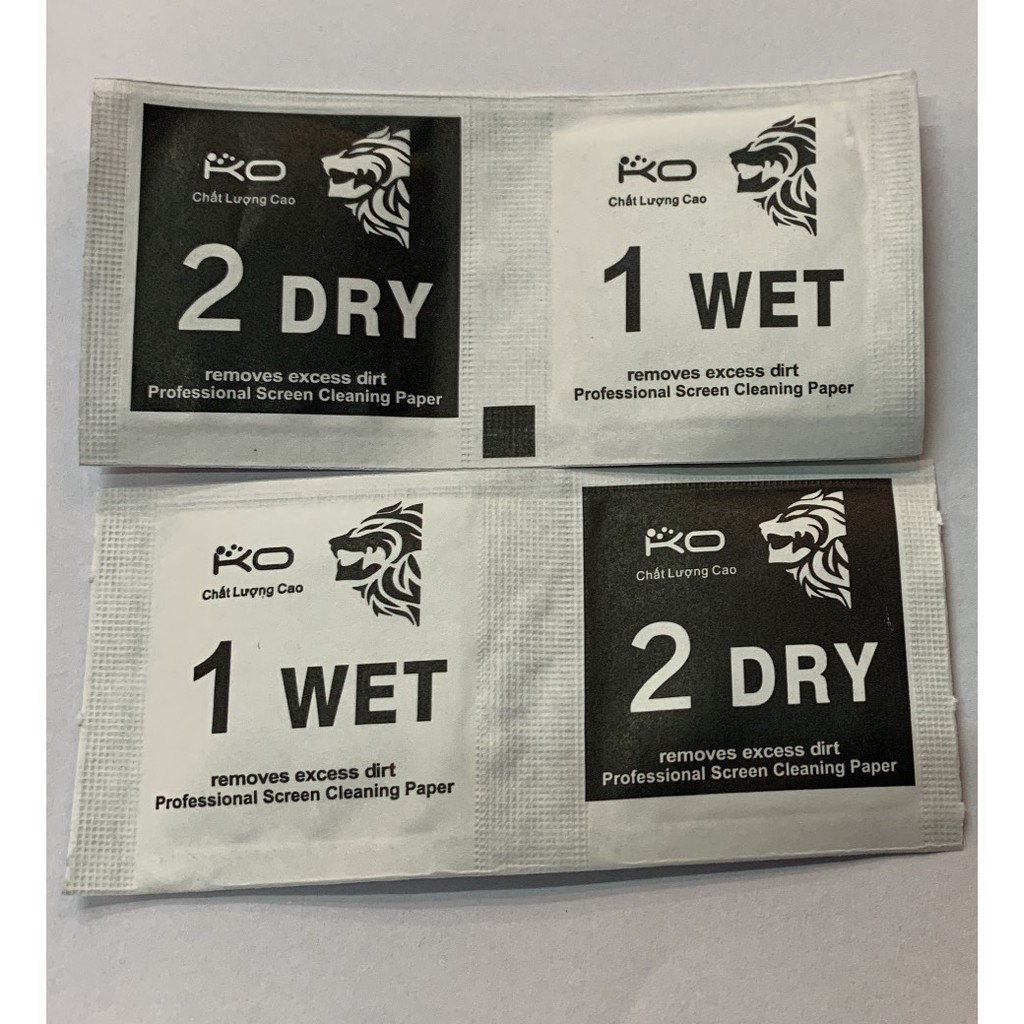 KO
Chất Lượng Cao
2 DRY
removes excess dirt
Professional Screen Cleaning Paper
KO
Chất Lượng Cao
1 WET
removes excess dirt
Professional Screen Cleaning Paper
KO
Chất Lượng Cao
1 WET
removes excess dirt
Professional Screen Cleaning Paper
KO
Chất Lượng Cao
2 DRY
removes excess dirt
Professional Screen Cleaning Paper